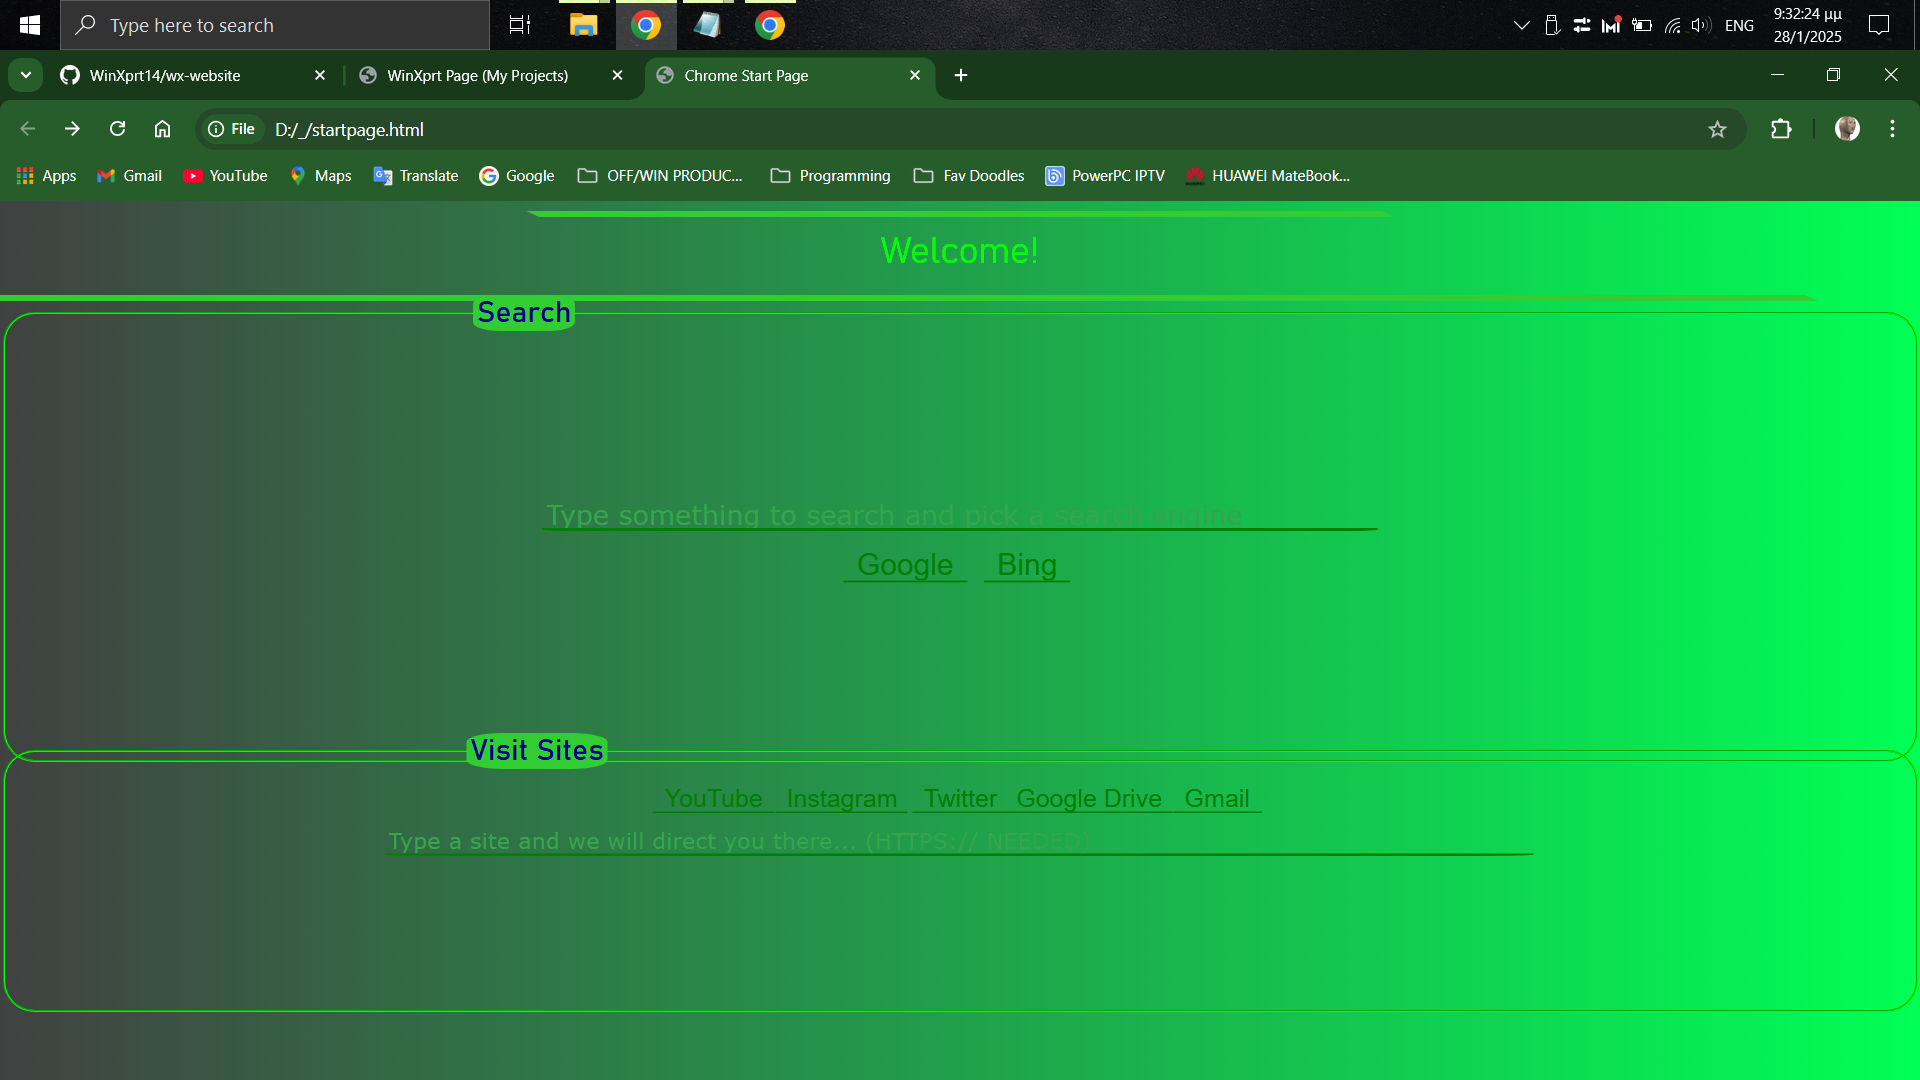 Type here to search
ENG
9:32:24 μμ
28/1/2025
WinXprt14/wx-website
WinXprt Page (My Projects)
Chrome Start Page
File
D:/_/startpage.html
Apps
Gmail
YouTube
Maps
Translate
Google
OFF/WIN PRODUC...
Programming
Fav Doodles
PowerPC IPTV
HUAWEI MateBook...
Welcome!
Search
Type something to search and pick a search engine
Google
Bing
Visit Sites
YouTube
Instagram
Twitter
Google Drive
Gmail
Type a site and we will direct you there... (HTTPS:// NEEDED)